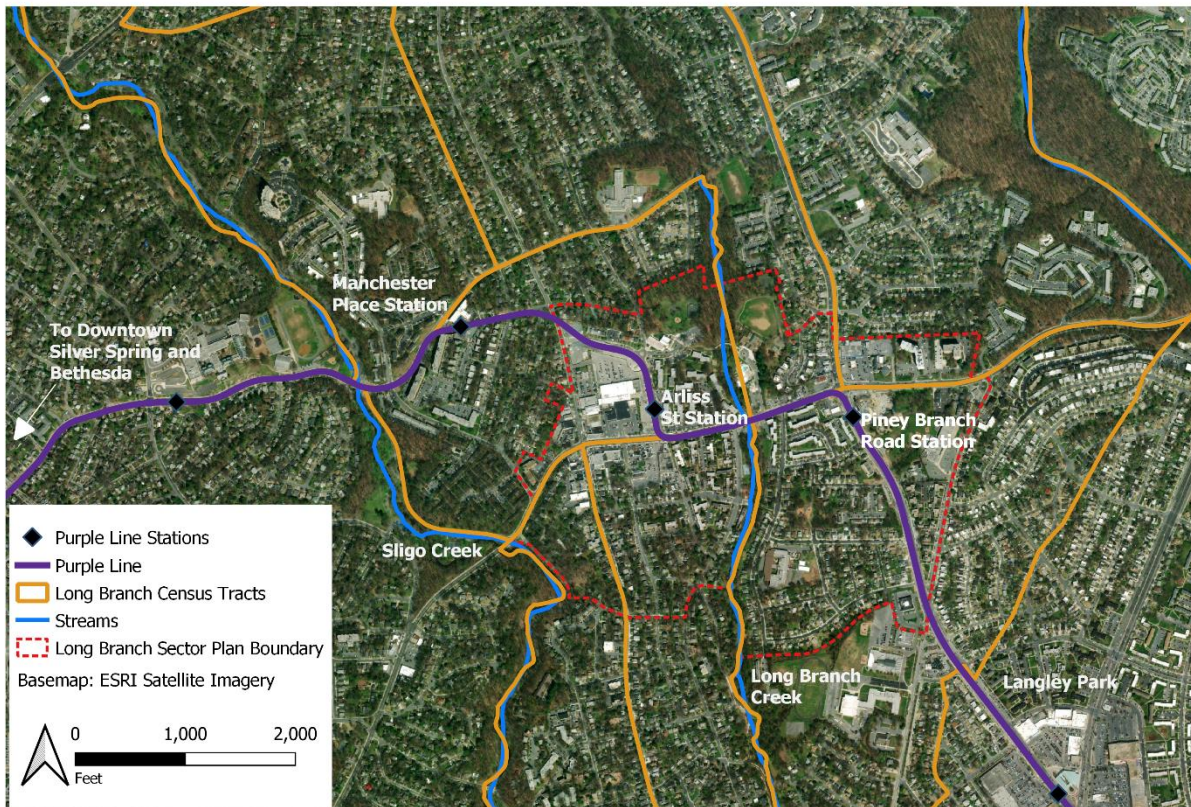 Manchester
Place Station
To Downtown
Silver Spring and
Bethesda
Arliss
St Station
Piney Branch
Road Station
Sligo Creek
Long Branch
Creek
Langley Park
Purple Line Stations
Purple Line
Long Branch Census Tracts
Streams
Long Branch Sector Plan Boundary
Basemap: ESRI Satellite Imagery
0 1,000 2,000
Feet